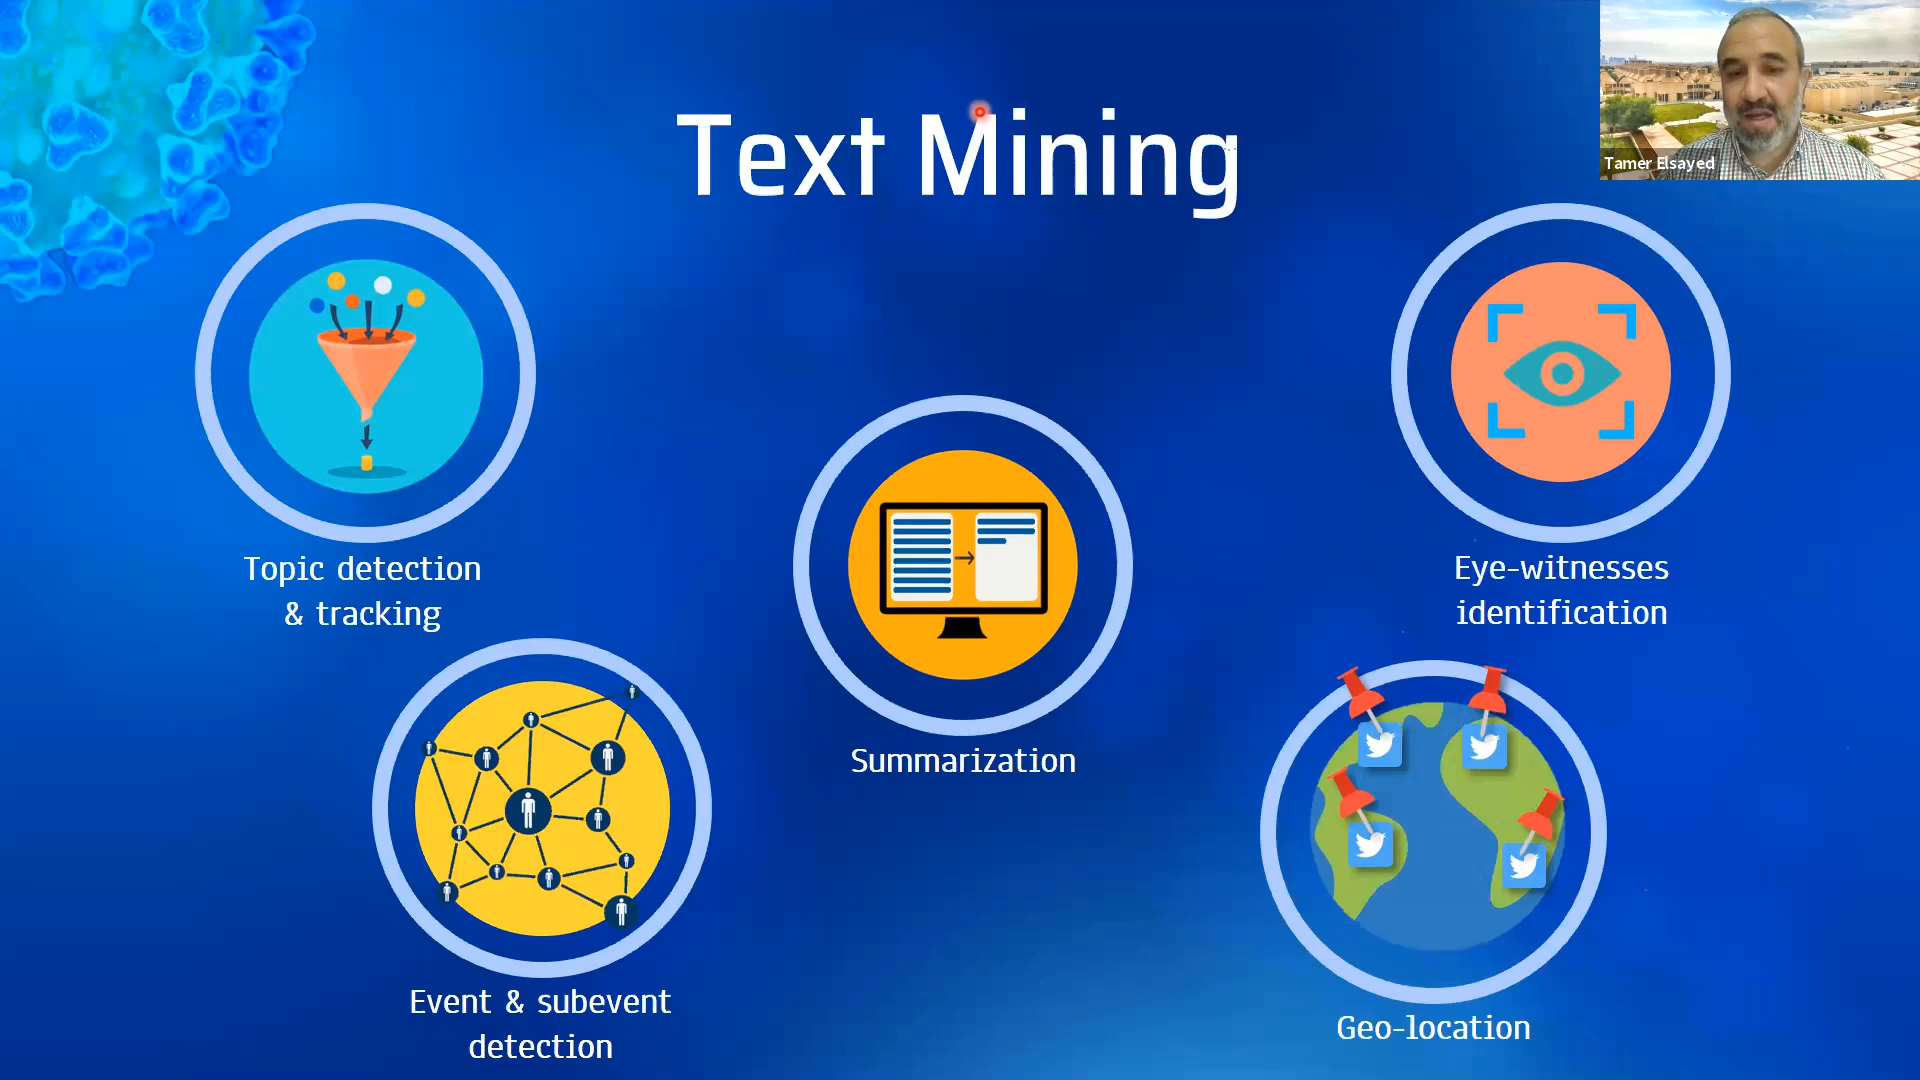 Text Mining
Tamer Elsayed
Topic detection
& tracking
Eye-witnesses
identification
Summarization
Event & subevent
detection
Geo-location